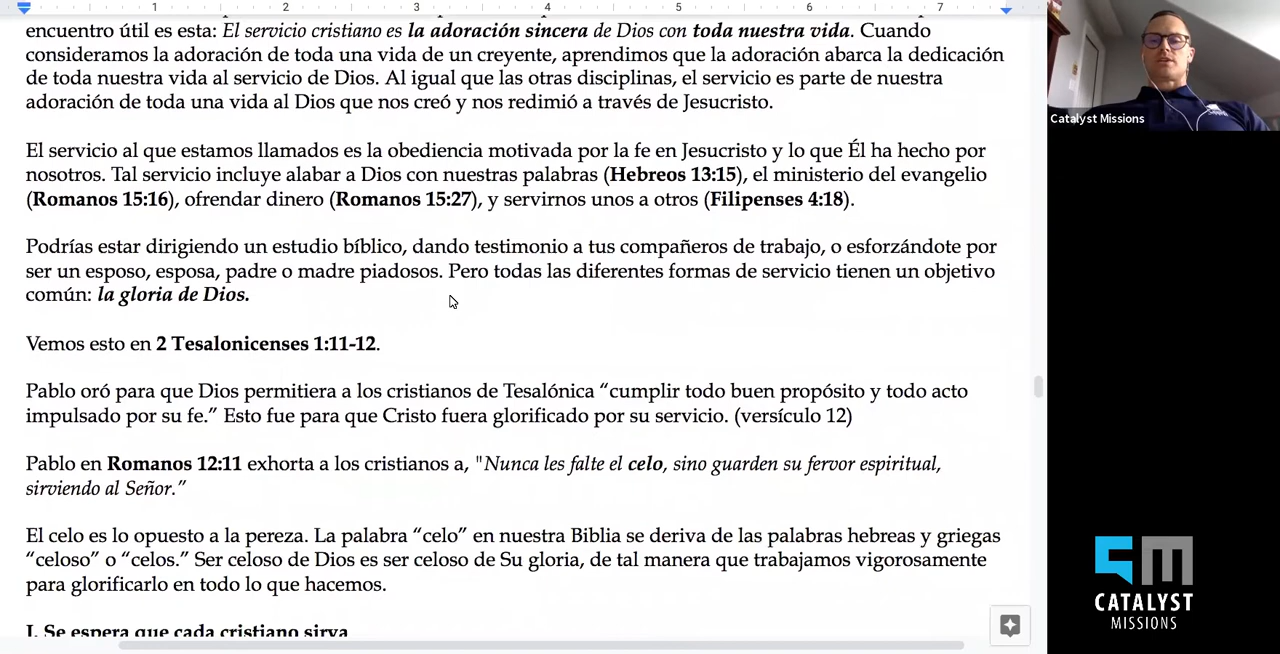 1 2 3 4 5 6 7
encuentro útil es esta: El servicio cristiano es la adoración sincera de Dios con toda nuestra vida. Cuando
consideramos la adoración de toda una vida de un creyente, aprendimos que la adoración abarca la dedicación
de toda nuestra vida al servicio de Dios. Al igual que las otras disciplinas, el servicio es parte de nuestra
adoración de toda una vida al Dios que nos creó y nos redimió a través de Jesucristo.
El servicio al que estamos llamados es la obediencia motivada por la fe en Jesucristo y lo que Él ha hecho por
nosotros. Tal servicio incluye alabar a Dios con nuestras palabras (Hebreos 13:15), el ministerio del evangelio
(Romanos 15:16), ofrendar dinero (Romanos 15:27), y servirnos unos a otros (Filipenses 4:18).
Podrías estar dirigiendo un estudio bíblico, dando testimonio a tus compañeros de trabajo, o esforzándote por
ser un esposo, esposa, padre o madre piadosos. Pero todas las diferentes formas de servicio tienen un objetivo
común: la gloria de Dios.
Vemos esto en 2 Tesalonicenses 1:11-12.
Pablo oró para que Dios permitiera a los cristianos de Tesalónica “cumplir todo buen propósito y todo acto
impulsado por su fe.” Esto fue para que Cristo fuera glorificado por su servicio. (versículo 12)
Pablo en Romanos 12:11 exhorta a los cristianos a, "Nunca les falte el celo, sino guarden su fervor espiritual,
sirviendo al Señor.”
El celo es lo opuesto a la pereza. La palabra “celo” en nuestra Biblia se deriva de las palabras hebreas y griegas
“celoso” o “celos.” Ser celoso de Dios es ser celoso de Su gloria, de tal manera que trabajamos vigorosamente
para glorificarlo en todo lo que hacemos.
I. Se espera que cada cristiano sirva
Catalyst Missions
CATALYST
MISSIONS